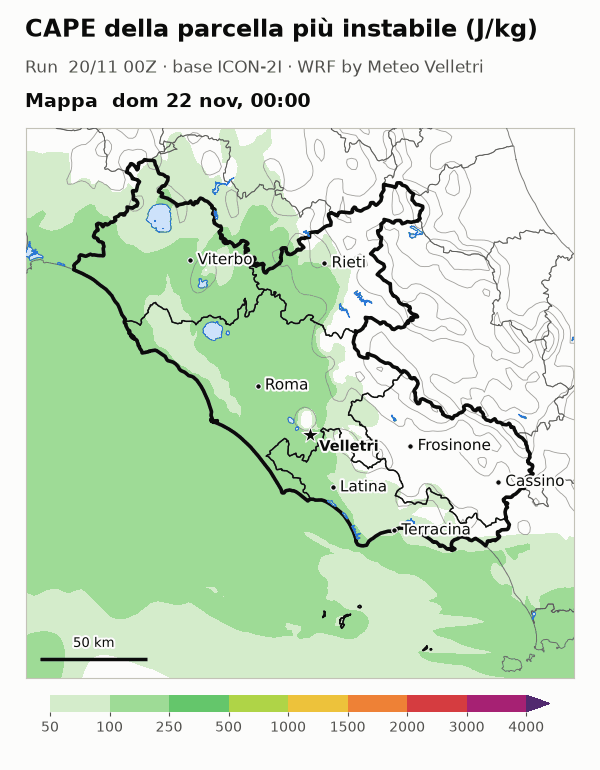 CAPE della parcella più instabile (J/kg)
Run  20/11 00Z · base ICON-2I · WRF by Meteo Velletri
Mappa  dom 22 nov, 00:00
Viterbo
Rieti
Roma
Velletri
Frosinone
Cassino
Latina
Terracina
50 km
50 100 250 500 1000 1500 2000 3000 4000